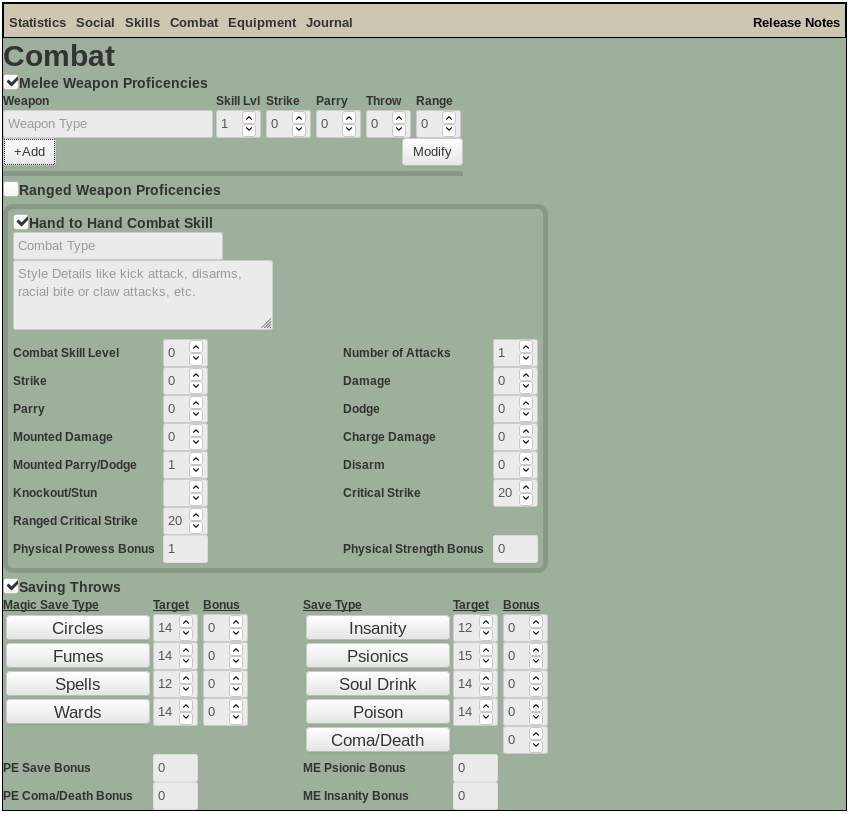 Statistics Social Skills Combat Equipment Journal Release Notes
Combat
Melee Weapon Proficencies
Weapon Skill Lvl Strike Parry Throw Range
Weapon Type 1 0 0 0 0
+Add Modify
Ranged Weapon Proficencies
Hand to Hand Combat Skill
Combat Type
Style Details like kick attack, disarms,
racial bite or claw attacks, etc.
Combat Skill Level 0 Number of Attacks 1
Strike 0 Damage 0
Parry 0 Dodge 0
Mounted Damage 0 Charge Damage 0
Mounted Parry/Dodge 1 Disarm 0
Knockout/Stun Critical Strike 20
Ranged Critical Strike 20
Physical Prowess Bonus 1 Physical Strength Bonus 0
Saving Throws
Magic Save Type Target Bonus Save Type Target Bonus
Circles 14 0 Insanity 12 0
Fumes 14 0 Psionics 15 0
Spells 12 0 Soul Drink 14 0
Wards 14 0 Poison 14 0
Coma/Death 0
PE Save Bonus 0 ME Psionic Bonus 0
PE Coma/Death Bonus 0 ME Insanity Bonus 0